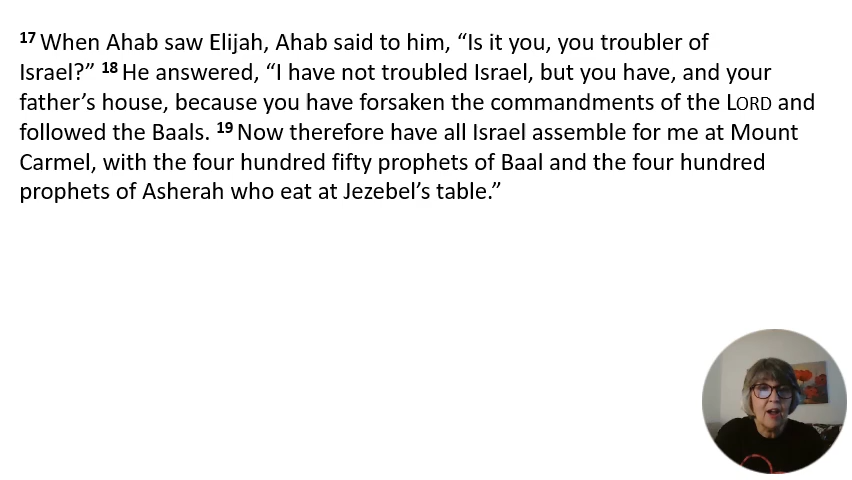 17 When Ahab saw Elijah, Ahab said to him, “Is it you, you troubler of
Israel?” 18 He answered, “I have not troubled Israel, but you have, and your
father’s house, because you have forsaken the commandments of the LORD and
followed the Baals. 19 Now therefore have all Israel assemble for me at Mount
Carmel, with the four hundred fifty prophets of Baal and the four hundred
prophets of Asherah who eat at Jezebel’s table.”